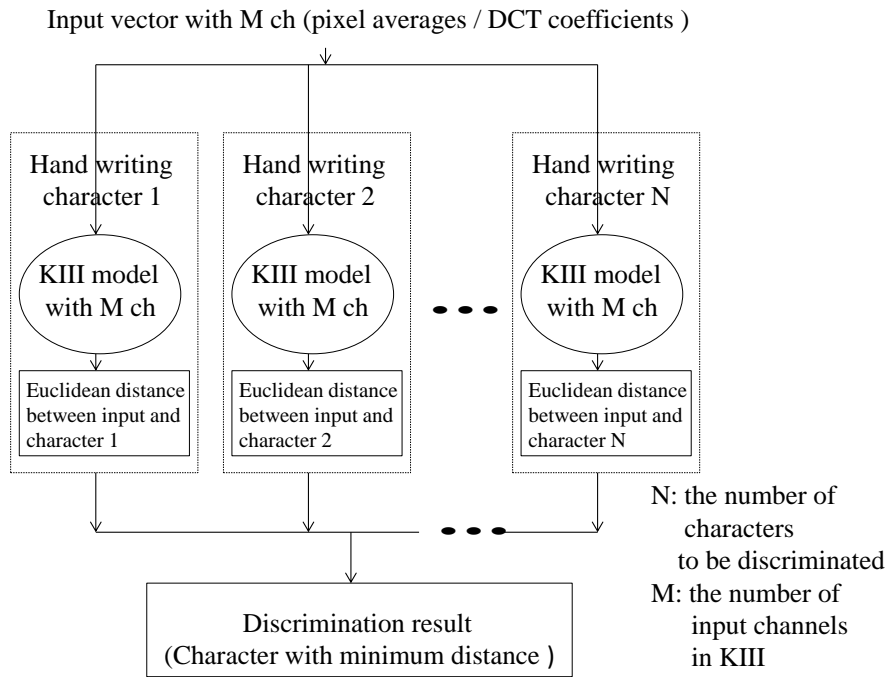 Input vector with M ch (pixel averages / DCT coefficients )
Hand writing
character 1
KIII model
with M ch
Euclidean distance
between input and
character 1
Hand writing
character 2
KIII model
with M ch
Euclidean distance
between input and
character 2
Hand writing
character N
KIII model
with M ch
Euclidean distance
between input and
character N
N: the number of
characters
to be discriminated
M: the number of
input channels
in KIII
Discrimination result
(Character with minimum distance )